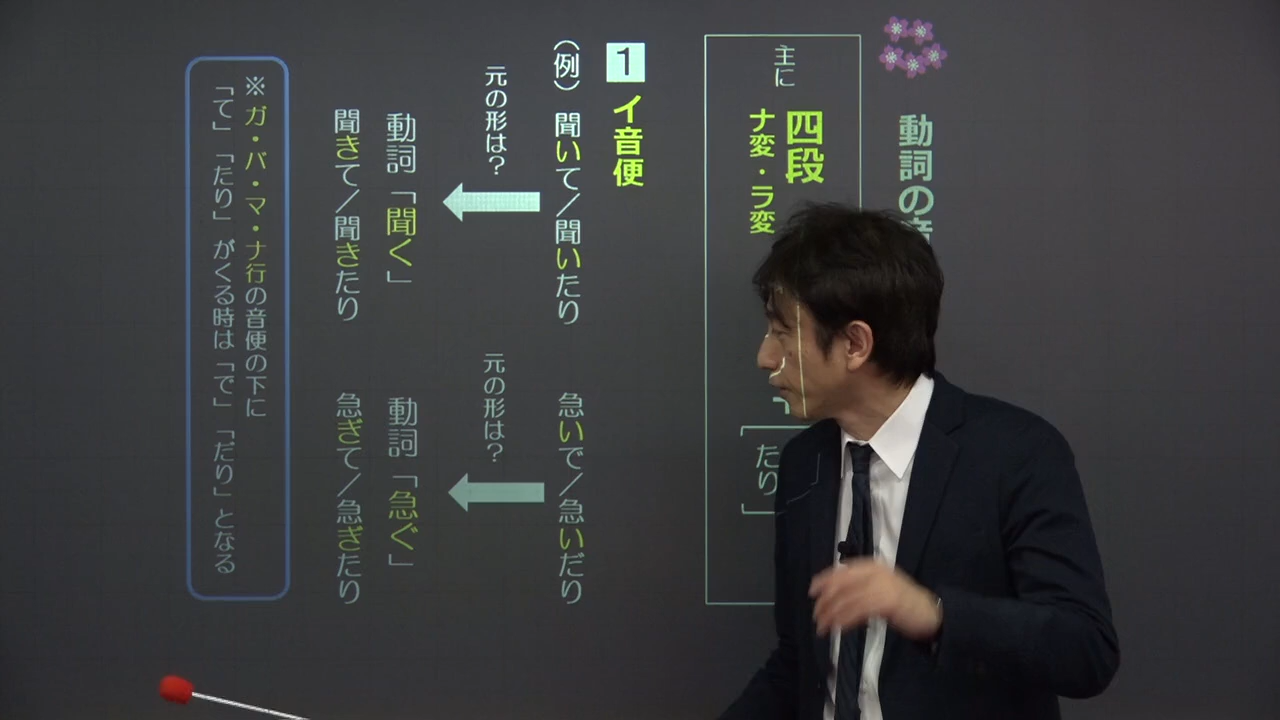 動詞の音
主に
四段
ナ変・ラ変
たり
1 イ音便
(例) 聞いて/聞いたり 急いで/急いだり
元の形は? 元の形は?
動詞「聞く」 動詞「急ぐ」
聞きて/聞きたり 急ぎて/急ぎたり
※ガ・バ・マ・ナ行の音便の下に
「て」「たり」がくる時は「で」「だり」となる